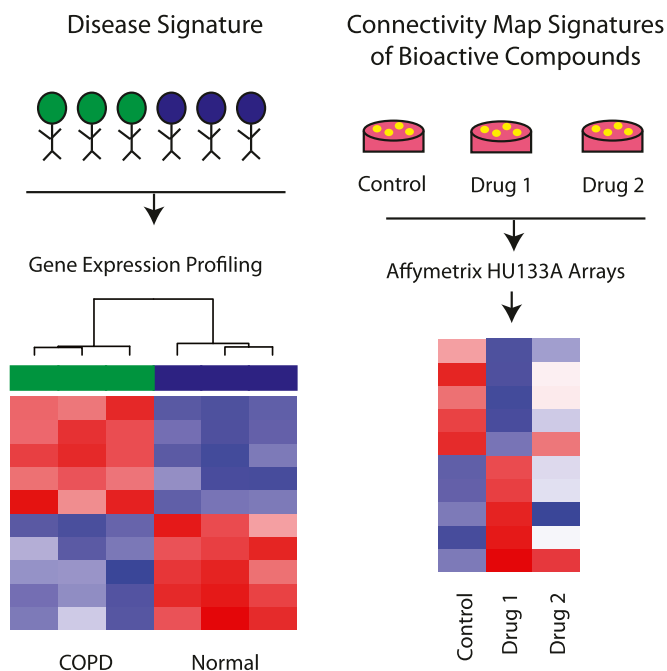 Disease Signature
Connectivity Map Signatures
of Bioactive Compounds
Control
Drug 1
Drug 2
Gene Expression Profiling
Affymetrix HU133A Arrays
COPD
Normal
Control
Drug 1
Drug 2